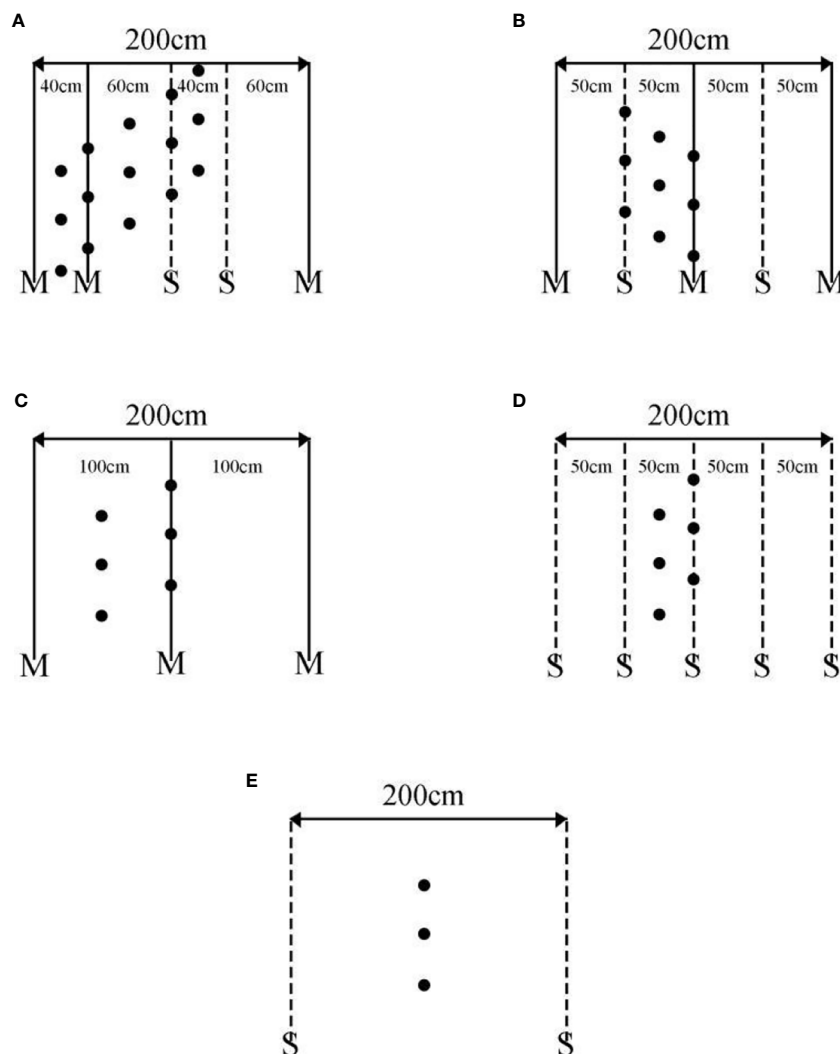 A
200cm
40cm 60cm 40cm 60cm
M M S S M
B
200cm
50cm 50cm 50cm 50cm
M S M S M
C
200cm
100cm 100cm
M M M
D
200cm
50cm 50cm 50cm 50cm
S S S S S
E
200cm
S S